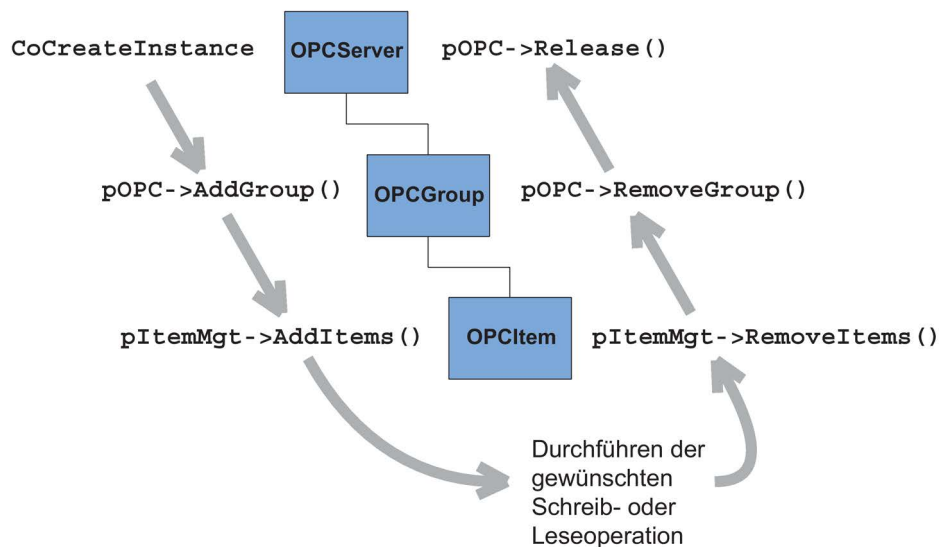 CoCreateInstance
OPCServer
pOPC->Release()
pOPC->AddGroup()
OPCGroup
pOPC->RemoveGroup()
pItemMgt->AddItems()
OPCItem
pItemMgt->RemoveItems()
Durchführen der
gewünschten
Schreib- oder
Leseoperation